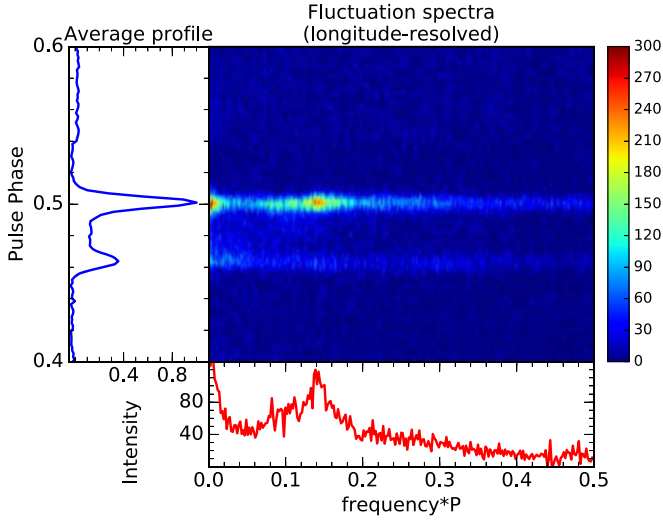 Average profile
Fluctuation spectra
(longitude-resolved)
0.6
0.5
0.4
Pulse Phase
0.4 0.8
300
270
240
210
180
150
120
90
60
30
0
Intensity
80
40
0.0 0.1 0.2 0.3 0.4 0.5
frequency*P